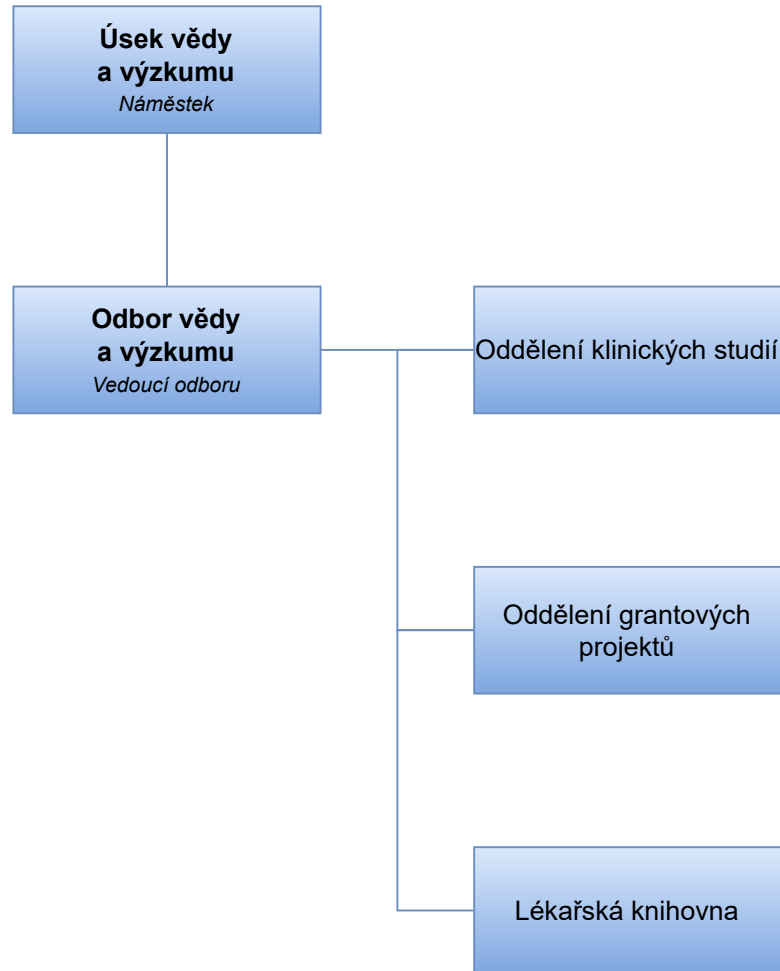 Úsek vědy
a výzkumu
Náměstek
Odbor vědy
a výzkumu
Vedoucí odboru
Oddělení klinických studií
Oddělení grantových
projektů
Lékařská knihovna